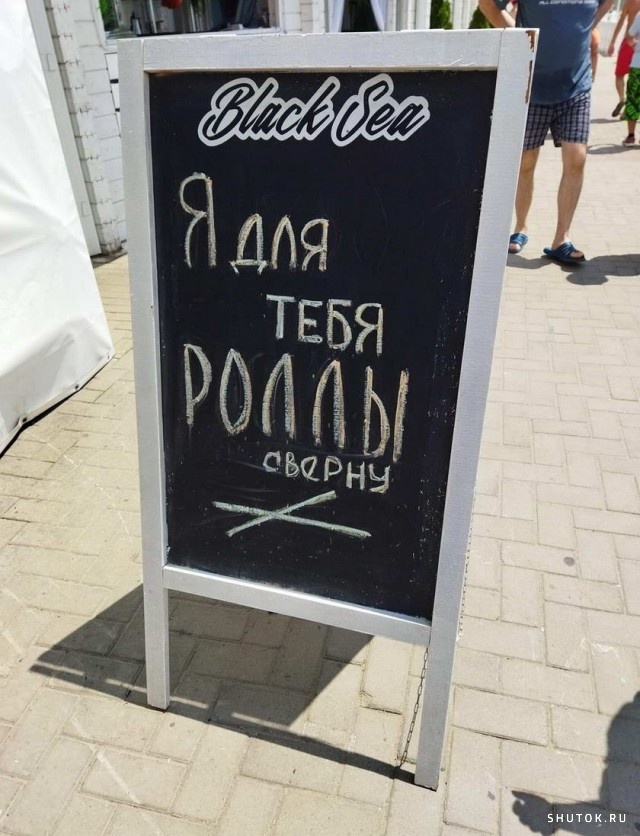 Black Sea
Я для
тебя
роллы
сверну
SHUTOK.RU